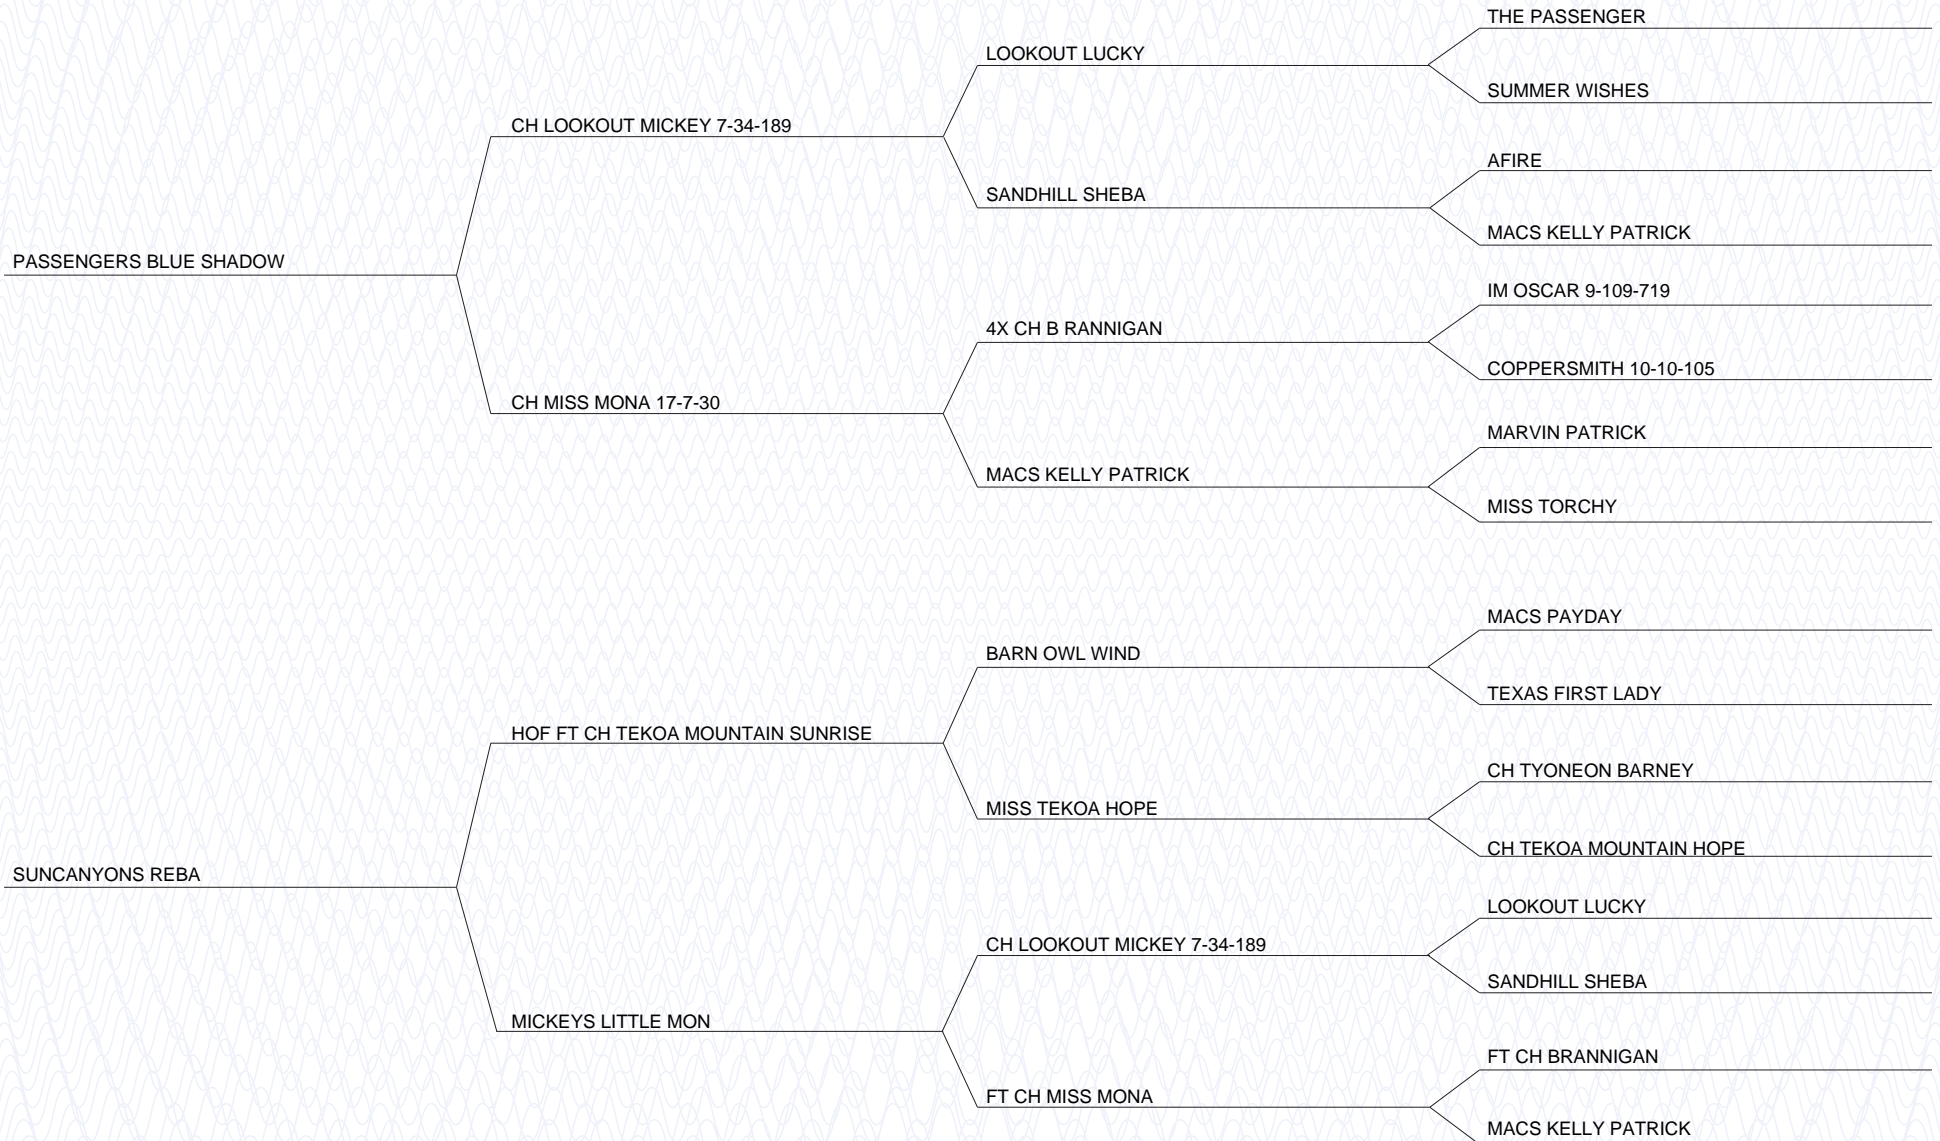 THE PASSENGER
LOOKOUT LUCKY
SUMMER WISHES
CH LOOKOUT MICKEY 7-34-189
AFIRE
SANDHILL SHEBA
MACS KELLY PATRICK
PASSENGERS BLUE SHADOW
IM OSCAR 9-109-719
4X CH B RANNIGAN
COPPERSMITH 10-10-105
CH MISS MONA 17-7-30
MARVIN PATRICK
MACS KELLY PATRICK
MISS TORCHY
MACS PAYDAY
BARN OWL WIND
TEXAS FIRST LADY
HOF FT CH TEKOA MOUNTAIN SUNRISE
CH TYONEON BARNEY
MISS TEKOA HOPE
CH TEKOA MOUNTAIN HOPE
SUNCANYONS REBA
LOOKOUT LUCKY
CH LOOKOUT MICKEY 7-34-189
SANDHILL SHEBA
MICKEYS LITTLE MON
FT CH BRANNIGAN
FT CH MISS MONA
MACS KELLY PATRICK